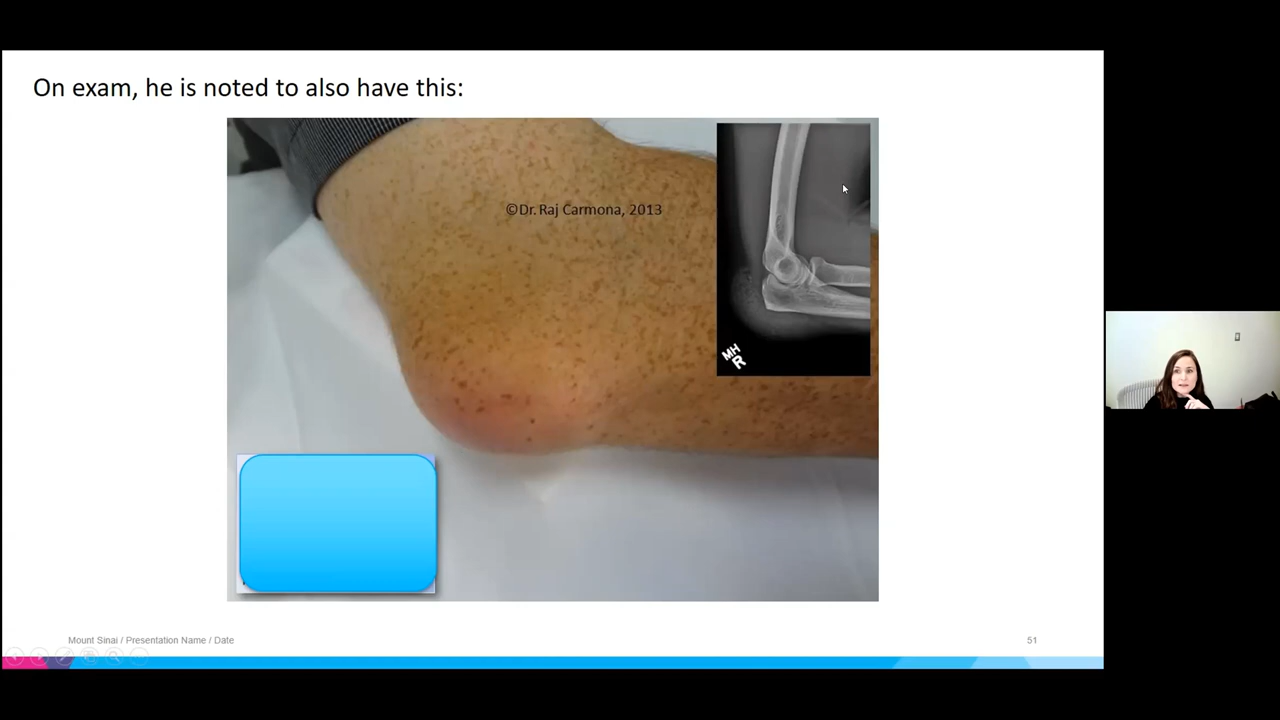 On exam, he is noted to also have this:
©Dr. Raj Carmona, 2013
MH
R
Mount Sinai / Presentation Name / Date
51